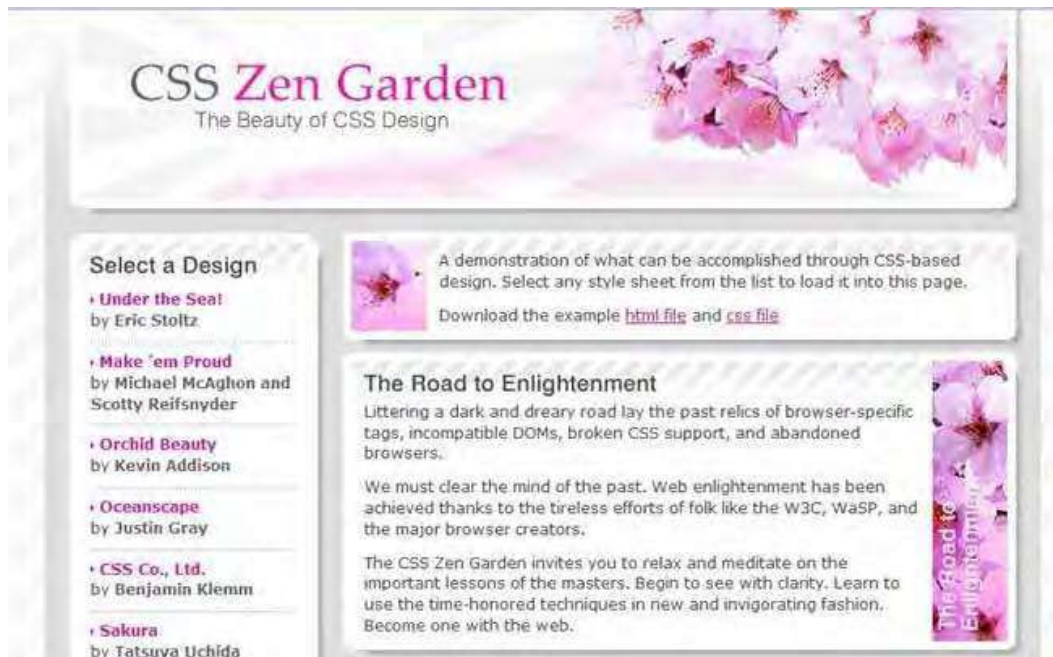 CSS Zen Garden
The Beauty of CSS Design
Select a Design
Under the Sea!
by Eric Stoltz
Make 'em Proud
by Michael McAghon and
Scotty Reifsnyder
Orchid Beauty
by Kevin Addison
Oceanscape
by Justin Gray
CSS Co., Ltd.
by Benjamin Klemm
Sakura
by Tatsuya Uchida
A demonstration of what can be accomplished through CSS-based
design. Select any style sheet from the list to load it into this page.
Download the example html file and css file
The Road to Enlightenment
Littering a dark and dreary road lay the past relics of browser-specific
tags, incompatible DOMs, broken CSS support, and abandoned
browsers.
We must clear the mind of the past. Web enlightenment has been
achieved thanks to the tireless efforts of folk like the W3C, WaSP, and
the major browser creators.
The CSS Zen Garden invites you to relax and meditate on the
important lessons of the masters. Begin to see with clarity. Learn to
use the time-honored techniques in new and invigorating fashion.
Become one with the web.
The Road to
Enlightenment